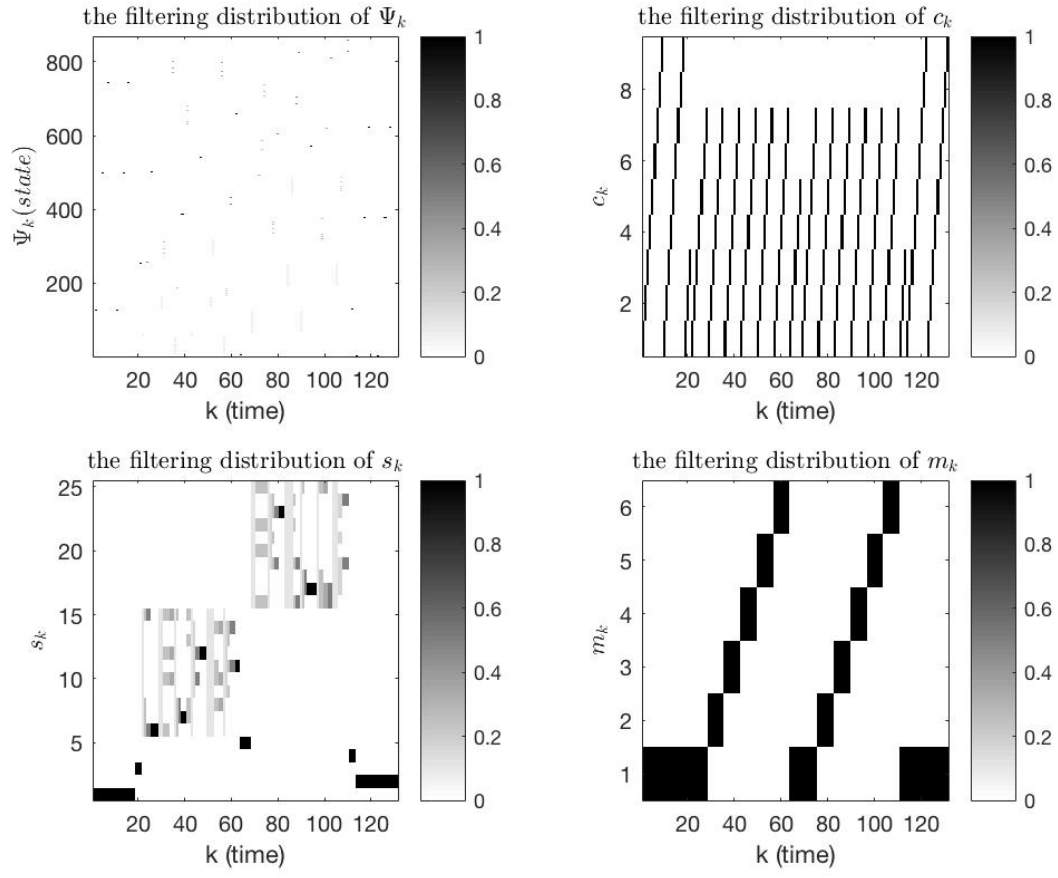 the filtering distribution of Ψ_k
Ψ_k(state)
800
600
400
200
20 40 60 80 100 120
k (time)
1
0.8
0.6
0.4
0.2
0
the filtering distribution of c_k
c_k
8
6
4
2
20 40 60 80 100 120
k (time)
1
0.8
0.6
0.4
0.2
0
the filtering distribution of s_k
s_k
25
20
15
10
5
20 40 60 80 100 120
k (time)
1
0.8
0.6
0.4
0.2
0
the filtering distribution of m_k
m_k
6
5
4
3
2
1
20 40 60 80 100 120
k (time)
1
0.8
0.6
0.4
0.2
0